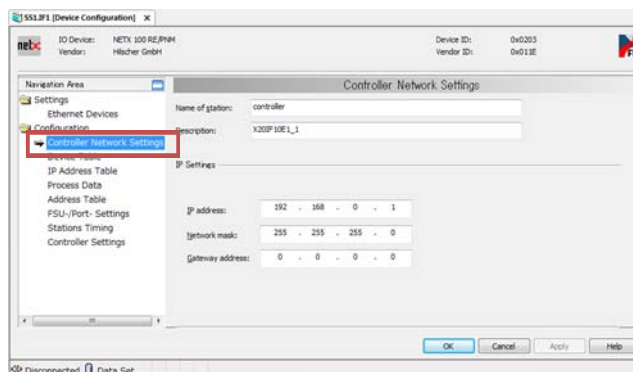 SS1.IF1 [Device Configuration] x
netX
IO Device: NETX 100 RE/PNM
Vendor: Hilscher GmbH
Device ID: 0x0203
Vendor ID: 0x011E
Navigation Area
Settings
Ethernet Devices
Configuration
Controller Network Settings
Device Table
IP Address Table
Process Data
Address Table
FSU-/Port- Settings
Stations Timing
Controller Settings
Controller Network Settings
Name of station: controller
Description: X20IF10E1_1
IP Settings
IP address: 192 . 168 . 0 . 1
Network mask: 255 . 255 . 255 . 0
Gateway address: 0 . 0 . 0 . 0
OK Cancel Apply Help
Disconnected Data Set